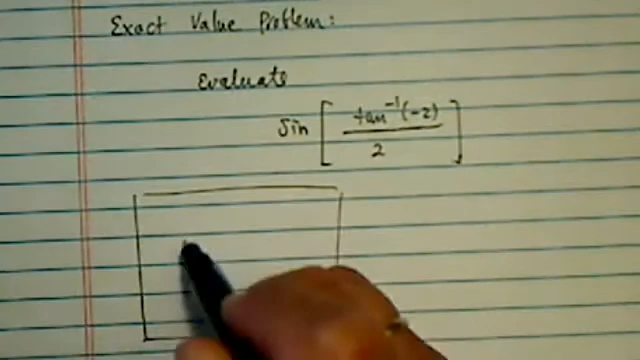 Exact Value Problem:
Evaluate
Sin [ tan⁻¹(-2) / 2 ]